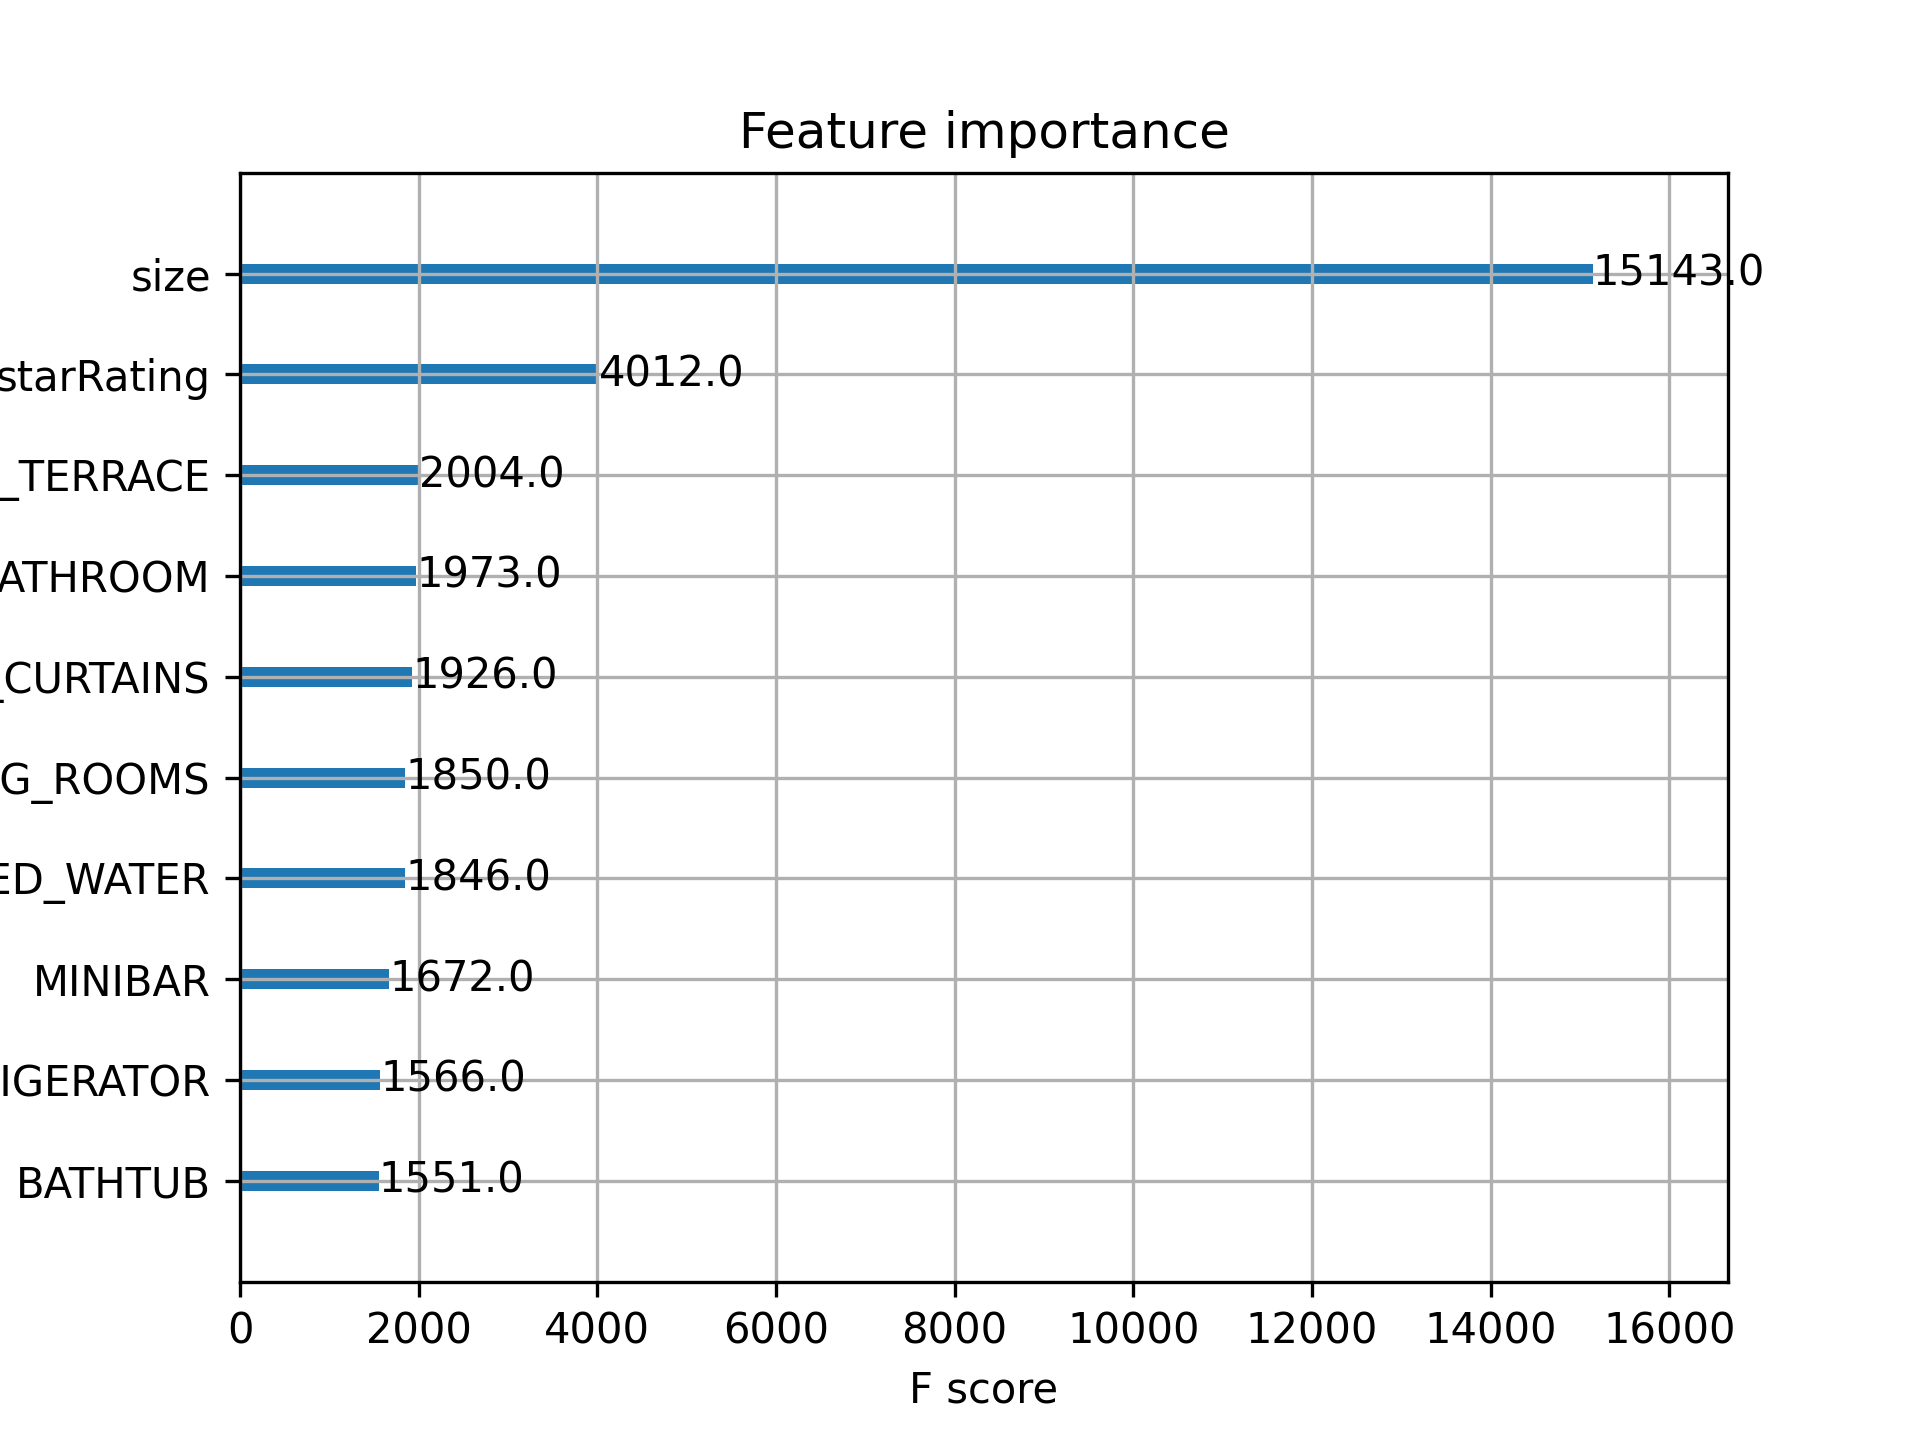 Feature importance
size 15143.0
starRating 4012.0
_TERRACE 2004.0
ATHROOM 1973.0
_CURTAINS 1926.0
G_ROOMS 1850.0
ED_WATER 1846.0
MINIBAR 1672.0
IGERATOR 1566.0
BATHTUB 1551.0
0 2000 4000 6000 8000 10000 12000 14000 16000
F score